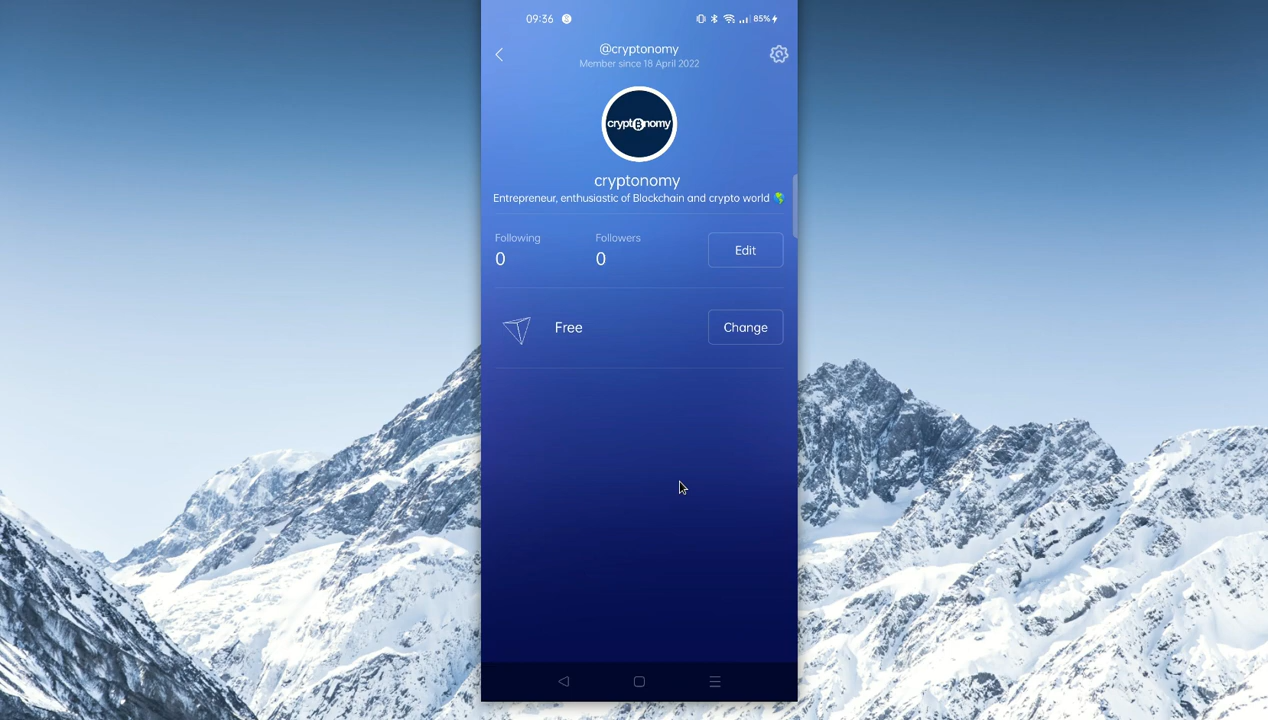 09:36
85%
@cryptonomy
Member since 18 April 2022
cryptBnomy
cryptonomy
Entrepreneur, enthusiastic of Blockchain and crypto world 🌎
Following
Followers
0
0
Edit
Free
Change